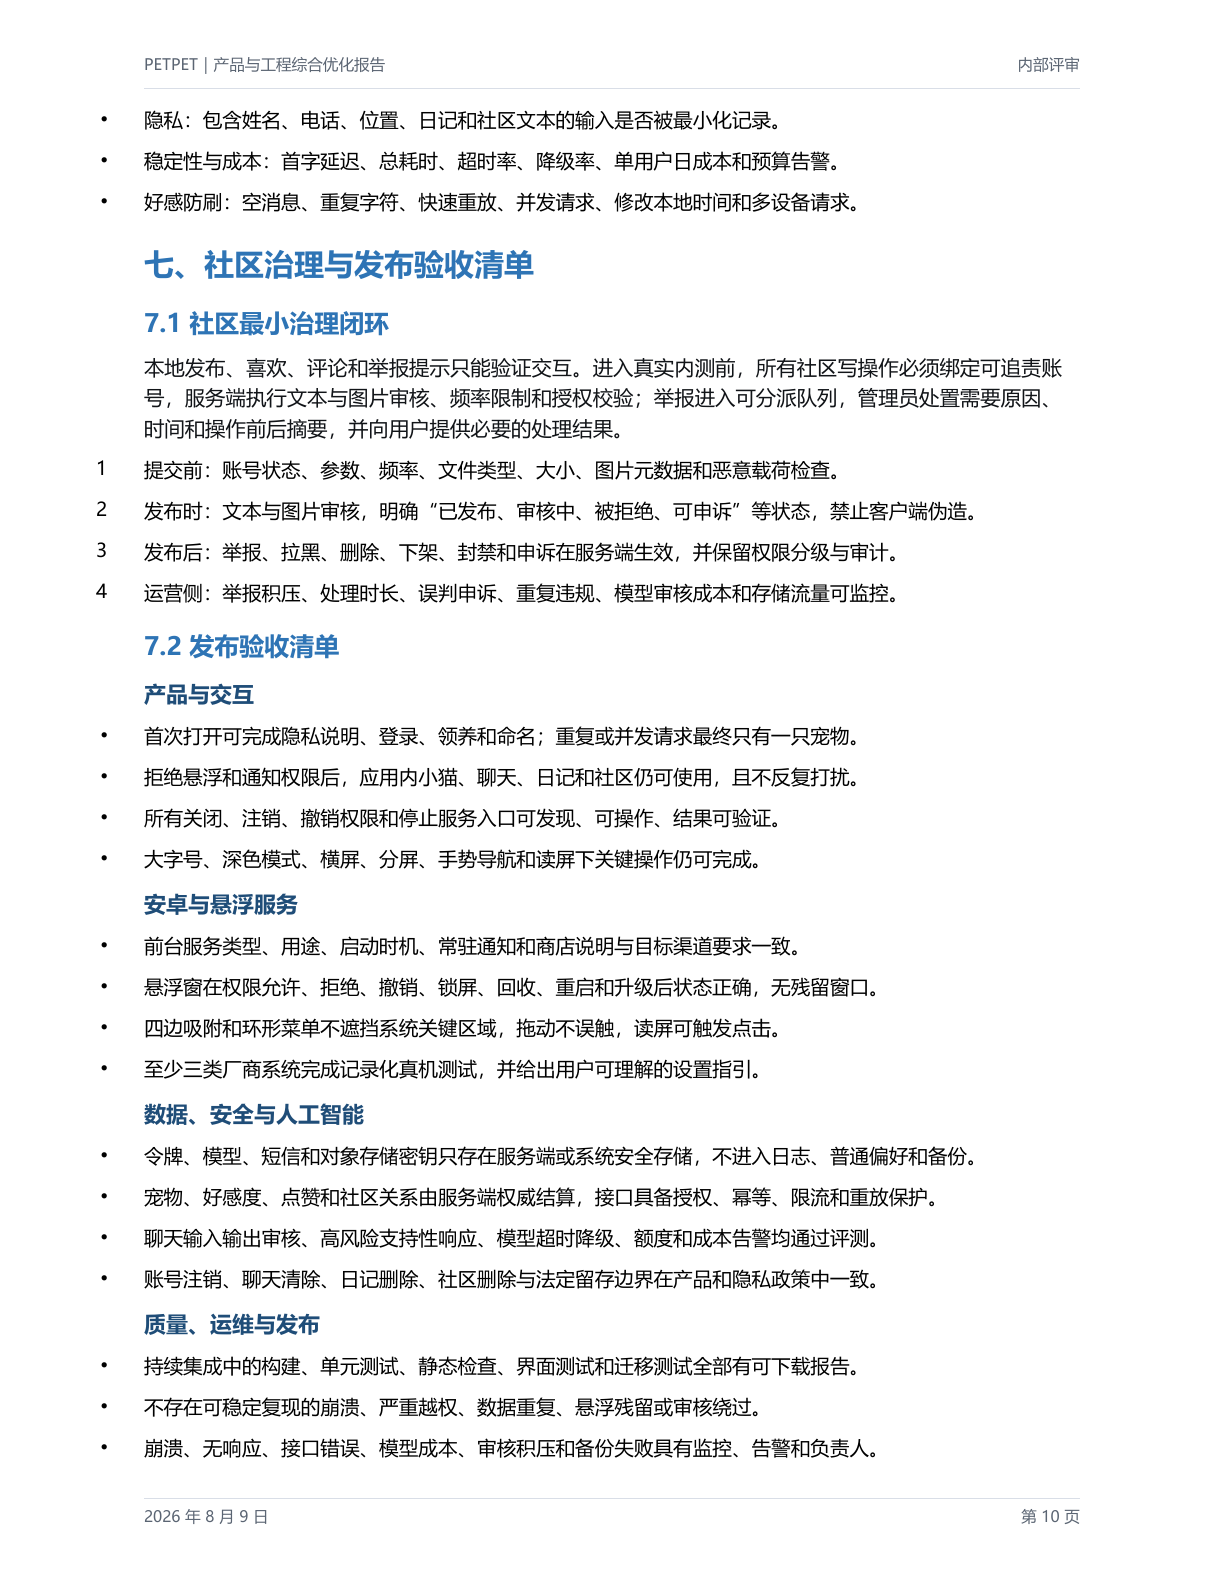 PETPET | 产品与工程综合优化报告
内部评审
• 隐私：包含姓名、电话、位置、日记和社区文本的输入是否被最小化记录。
• 稳定性与成本：首字延迟、总耗时、超时率、降级率、单用户日成本和预算告警。
• 好感防刷：空消息、重复字符、快速重放、并发请求、修改本地时间和多设备请求。
七、社区治理与发布验收清单
7.1 社区最小治理闭环
本地发布、喜欢、评论和举报提示只能验证交互。进入真实内测前，所有社区写操作必须绑定可追责账
号，服务端执行文本与图片审核、频率限制和授权校验；举报进入可分派队列，管理员处置需要原因、
时间和操作前后摘要，并向用户提供必要的处理结果。
1 提交前：账号状态、参数、频率、文件类型、大小、图片元数据和恶意载荷检查。
2 发布时：文本与图片审核，明确“已发布、审核中、被拒绝、可申诉”等状态，禁止客户端伪造。
3 发布后：举报、拉黑、删除、下架、封禁和申诉在服务端生效，并保留权限分级与审计。
4 运营侧：举报积压、处理时长、误判申诉、重复违规、模型审核成本和存储流量可监控。
7.2 发布验收清单
产品与交互
• 首次打开可完成隐私说明、登录、领养和命名；重复或并发请求最终只有一只宠物。
• 拒绝悬浮和通知权限后，应用内小猫、聊天、日记和社区仍可使用，且不反复打扰。
• 所有关闭、注销、撤销权限和停止服务入口可发现、可操作、结果可验证。
• 大字号、深色模式、横屏、分屏、手势导航和读屏下关键操作仍可完成。
安卓与悬浮服务
• 前台服务类型、用途、启动时机、常驻通知和商店说明与目标渠道要求一致。
• 悬浮窗在权限允许、拒绝、撤销、锁屏、回收、重启和升级后状态正确，无残留窗口。
• 四边吸附和环形菜单不遮挡系统关键区域，拖动不误触，读屏可触发点击。
• 至少三类厂商系统完成记录化真机测试，并给出用户可理解的设置指引。
数据、安全与人工智能
• 令牌、模型、短信和对象存储密钥只存在服务端或系统安全存储，不进入日志、普通偏好和备份。
• 宠物、好感度、点赞和社区关系由服务端权威结算，接口具备授权、幂等、限流和重放保护。
• 聊天输入输出审核、高风险支持性响应、模型超时降级、额度和成本告警均通过评测。
• 账号注销、聊天清除、日记删除、社区删除与法定留存边界在产品和隐私政策中一致。
质量、运维与发布
• 持续集成中的构建、单元测试、静态检查、界面测试和迁移测试全部有可下载报告。
• 不存在可稳定复现的崩溃、严重越权、数据重复、悬浮残留或审核绕过。
• 崩溃、无响应、接口错误、模型成本、审核积压和备份失败具有监控、告警和负责人。
2026 年 8 月 9 日
第 10 页